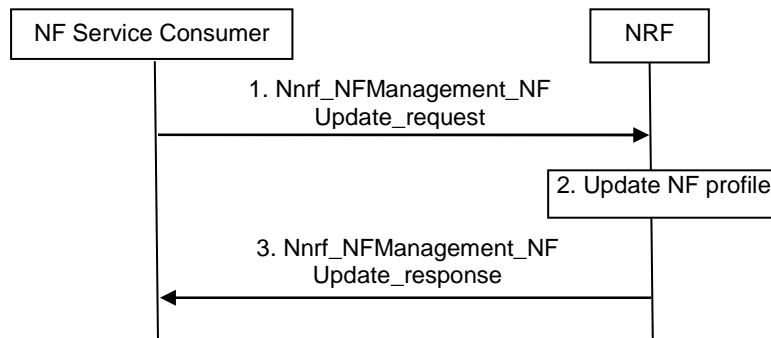 NF Service Consumer
NRF
1. Nnrf_NFManagement_NF
Update_request
2. Update NF profile
3. Nnrf_NFManagement_NF
Update_response